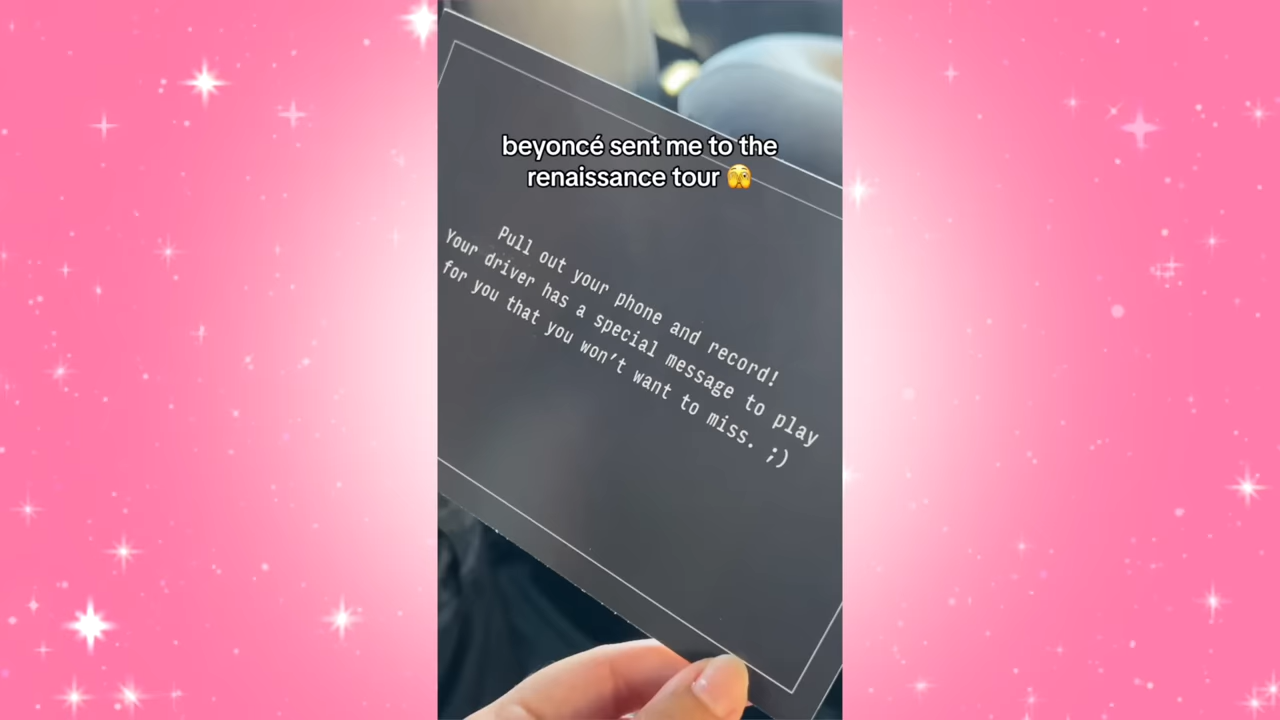 beyoncé sent me to the
renaissance tour 🫣
Pull out your phone and record!
Your driver has a special message to play
for you that you won't want to miss. ;)